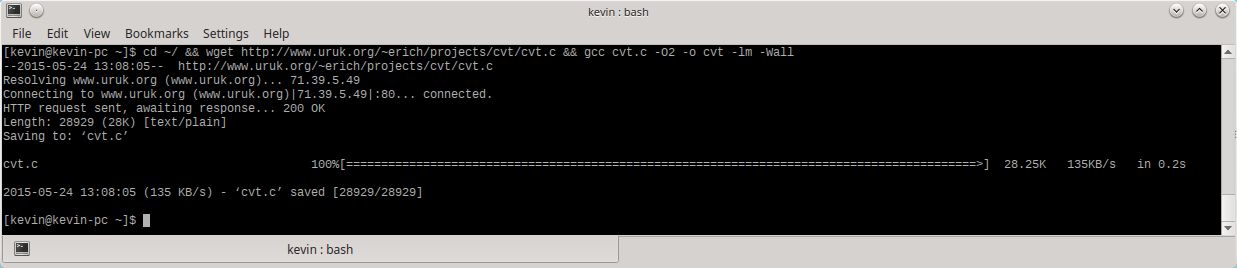 kevin : bash
File Edit View Bookmarks Settings Help
[kevin@kevin-pc ~]$ cd ~/ && wget http://www.uruk.org/~erich/projects/cvt/cvt.c && gcc cvt.c -O2 -o cvt -lm -Wall
--2015-05-24 13:08:05--  http://www.uruk.org/~erich/projects/cvt/cvt.c
Resolving www.uruk.org (www.uruk.org)... 71.39.5.49
Connecting to www.uruk.org (www.uruk.org)|71.39.5.49|:80... connected.
HTTP request sent, awaiting response... 200 OK
Length: 28929 (28K) [text/plain]
Saving to: ‘cvt.c’
cvt.c 100%[==========================================================================================>] 28.25K 135KB/s in 0.2s
2015-05-24 13:08:05 (135 KB/s) - ‘cvt.c’ saved [28929/28929]
[kevin@kevin-pc ~]$
kevin : bash